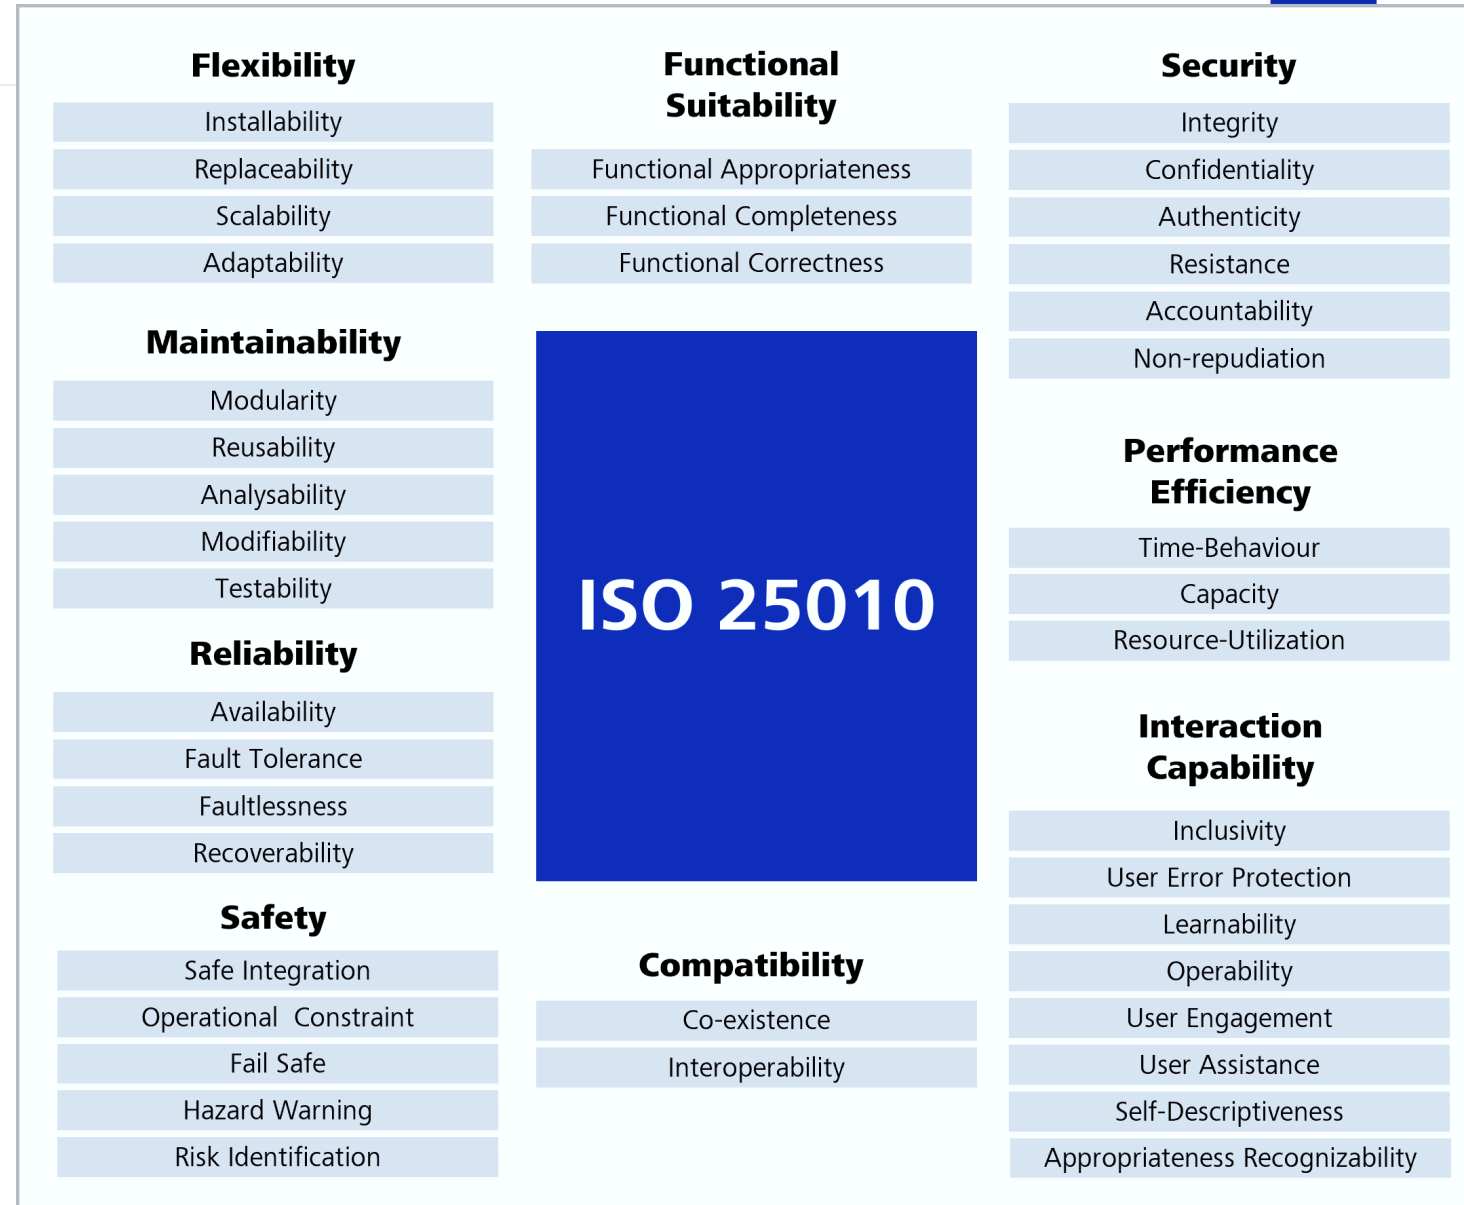 Flexibility
Installability
Replaceability
Scalability
Adaptability
Maintainability
Modularity
Reusability
Analysability
Modifiability
Testability
Reliability
Availability
Fault Tolerance
Faultlessness
Recoverability
Safety
Safe Integration
Operational  Constraint
Fail Safe
Hazard Warning
Risk Identification
Functional
Suitability
Functional Appropriateness
Functional Completeness
Functional Correctness
ISO 25010
Compatibility
Co-existence
Interoperability
Security
Integrity
Confidentiality
Authenticity
Resistance
Accountability
Non-repudiation
Performance
Efficiency
Time-Behaviour
Capacity
Resource-Utilization
Interaction
Capability
Inclusivity
User Error Protection
Learnability
Operability
User Engagement
User Assistance
Self-Descriptiveness
Appropriateness Recognizability